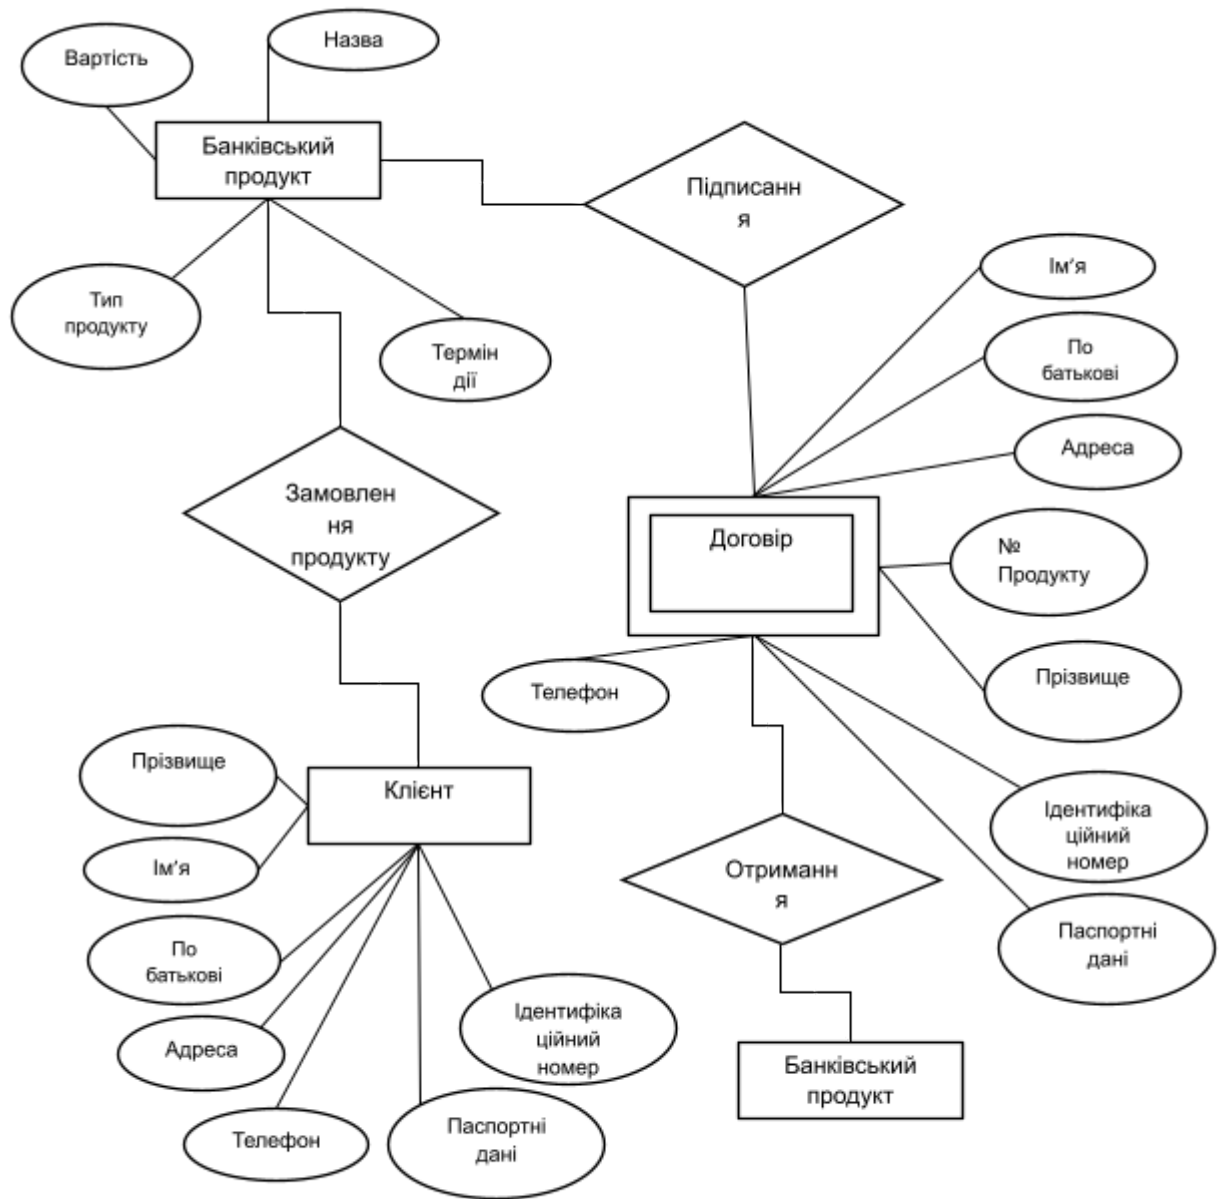 Назва
Вартість
Банківський
продукт
Підписанн
я
Ім'я
Тип
продукту
Термін
дії
По
батькові
Адреса
Замовлен
ня
продукту
Договір
№
Продукту
Телефон
Прізвище
Прізвище
Клієнт
Ідентифіка
ційний
номер
Ім'я
Отриманн
я
По
батькові
Паспортні
дані
Адреса
Ідентифіка
ційний
номер
Банківський
продукт
Телефон
Паспортні
дані